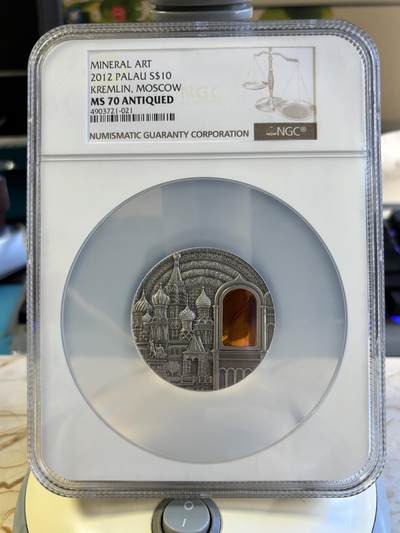 MINERAL ART
2012 PALAU S$10
KREMLIN, MOSCOW
MS 70 ANTIQUED
4903721-021
NUMISMATIC GUARANTY CORPORATION
NGC®